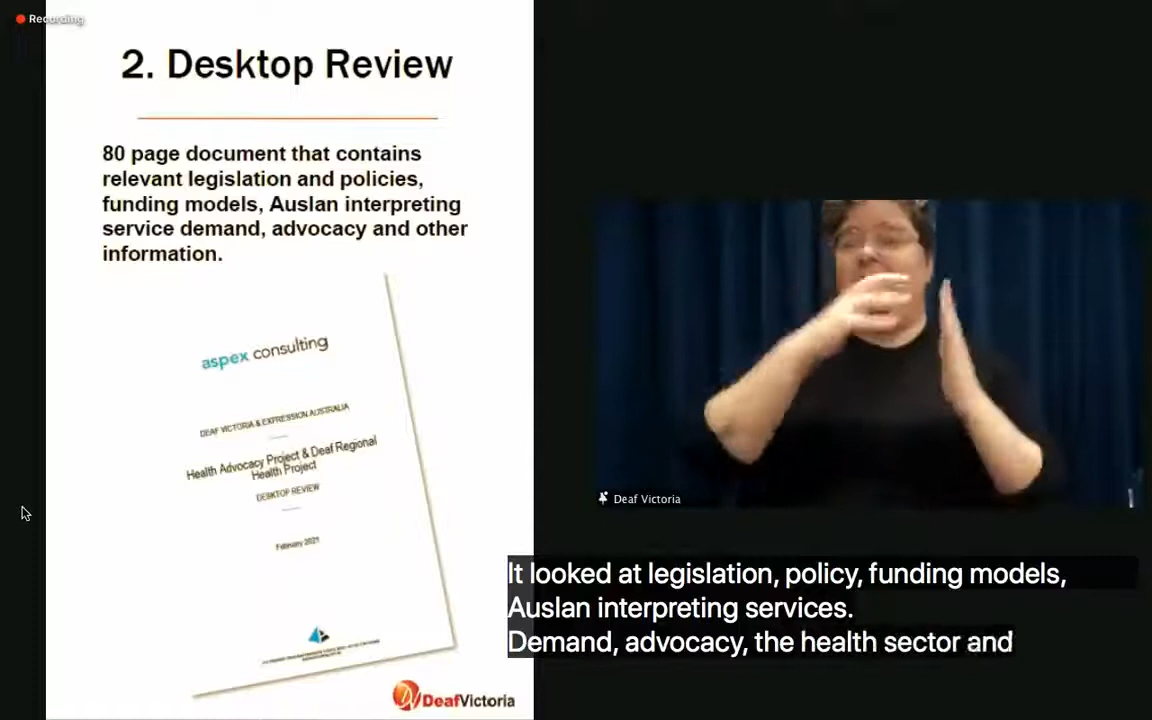 Recording
2. Desktop Review
80 page document that contains
relevant legislation and policies,
funding models, Auslan interpreting
service demand, advocacy and other
information.
aspex consulting
DEAF VICTORIA & EXPRESSION AUSTRALIA
Health Advocacy Project & Deaf Regional
Health Project
DESKTOP REVIEW
February 2021
DeafVictoria
Deaf Victoria
It looked at legislation, policy, funding models,
Auslan interpreting services.
Demand, advocacy, the health sector and